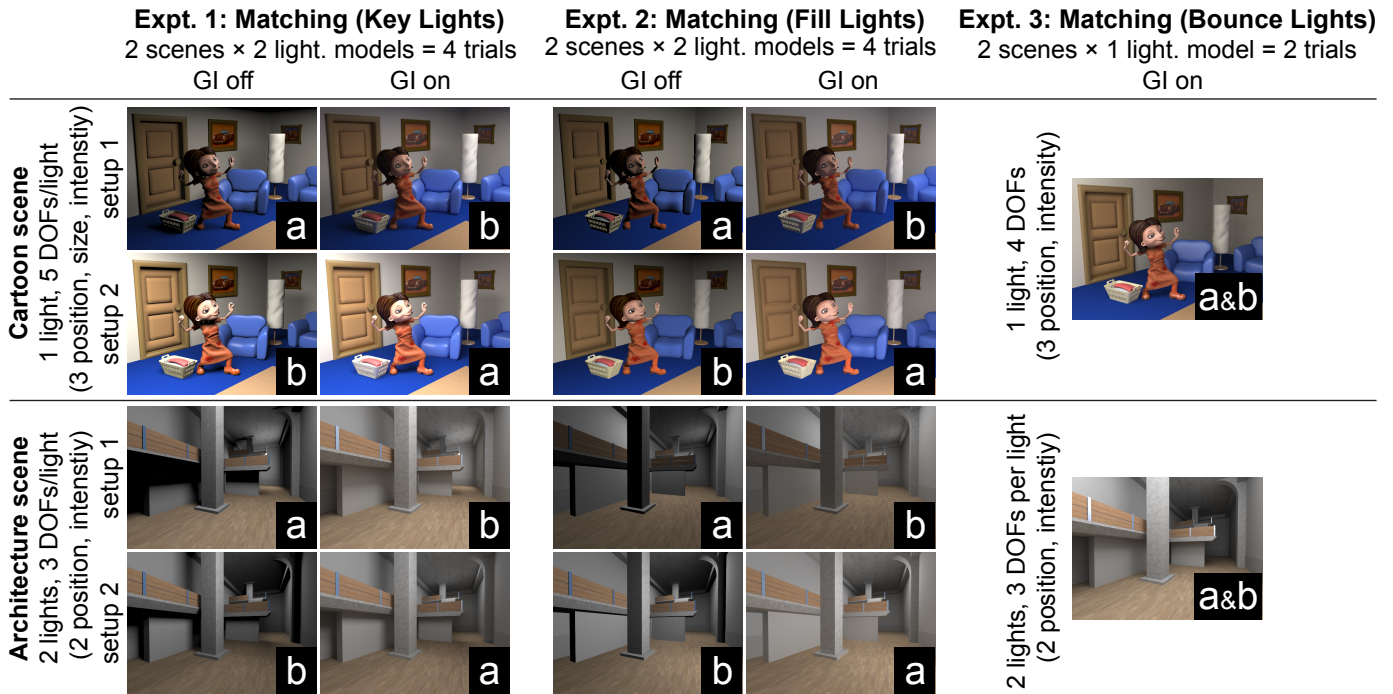 Expt. 1: Matching (Key Lights)
2 scenes × 2 light. models = 4 trials
GI off
GI on
Expt. 2: Matching (Fill Lights)
2 scenes × 2 light. models = 4 trials
GI off
GI on
Expt. 3: Matching (Bounce Lights)
2 scenes × 1 light. model = 2 trials
GI on
Cartoon scene
1 light, 5 DOFs/light
(3 position, size, intenstiy)
setup 1
a
b
a
b
setup 2
b
a
b
a
1 light, 4 DOFs
(3 position, intensity)
a&b
Architecture scene
2 lights, 3 DOFs/light
(2 position, intenstiy)
setup 1
a
b
a
b
setup 2
b
a
b
a
2 lights, 3 DOFs per light
(2 position, intenstiy)
a&b